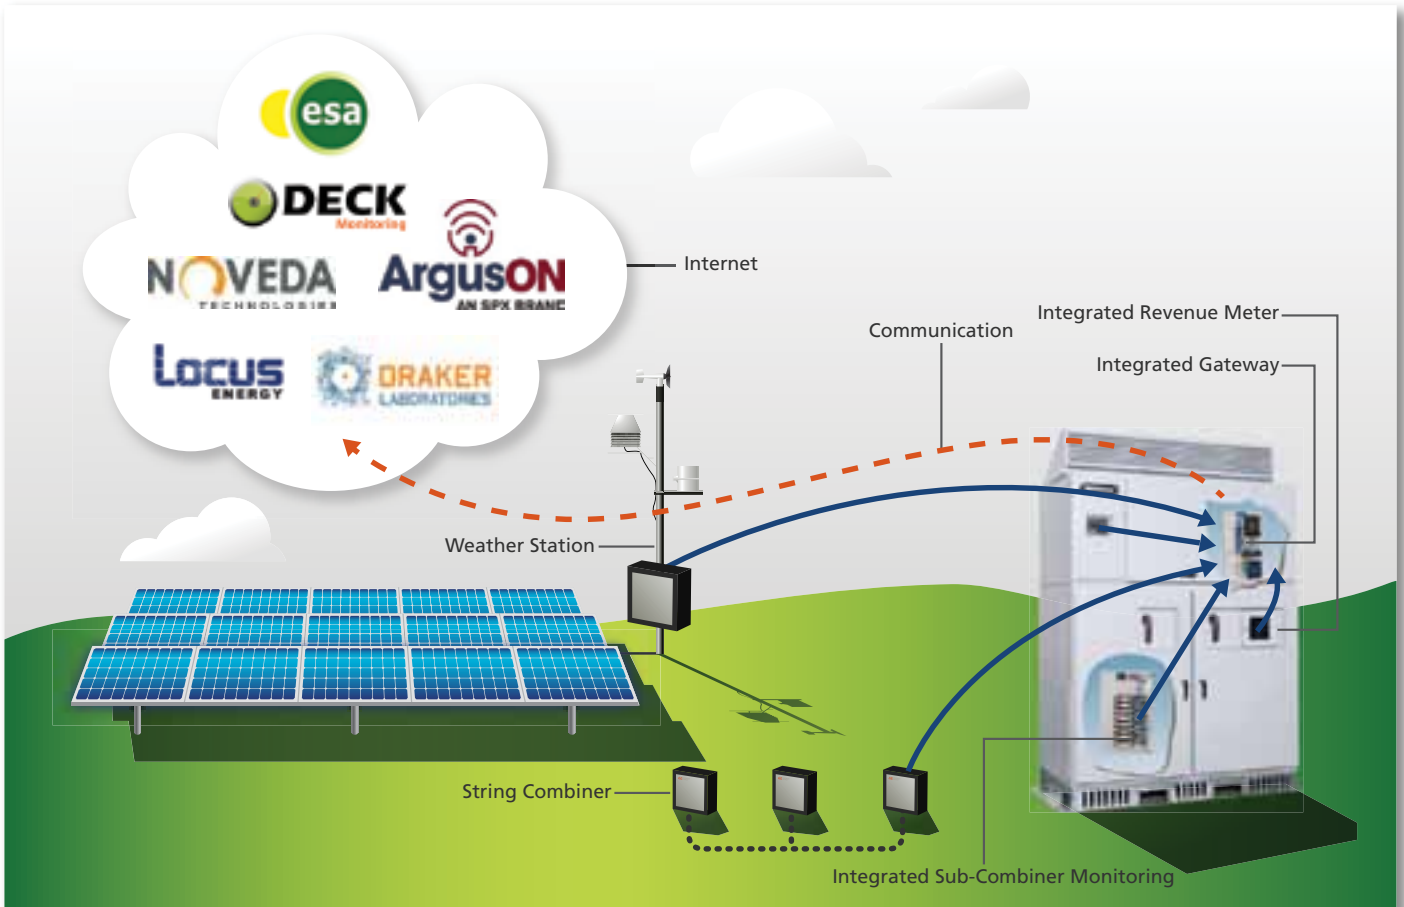 esa
DECK
Monitoring
NOVEDA
TECHNOLOGIES
ArgusON
AN SPX BRANC
Locus
ENERGY
DRAKER
LABORATORIES
Internet
Communication
Integrated Revenue Meter
Integrated Gateway
Weather Station
String Combiner
Integrated Sub-Combiner Monitoring